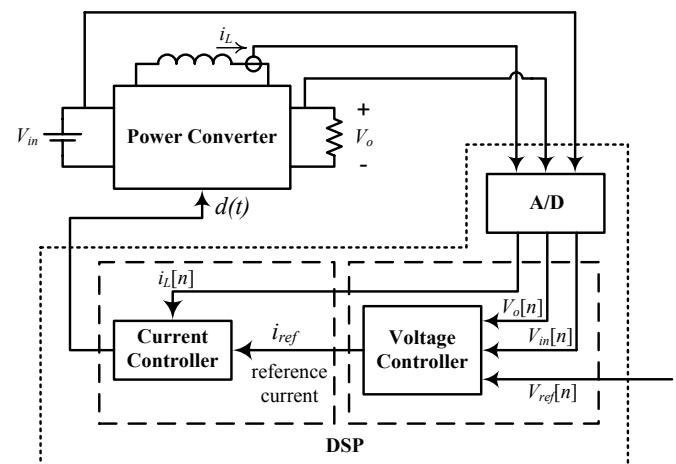 i_L
V_in
Power Converter
+
V_o
-
d(t)
A/D
i_L[n]
V_o[n]
Current
Controller
i_ref
reference
current
Voltage
Controller
V_in[n]
V_ref[n]
DSP